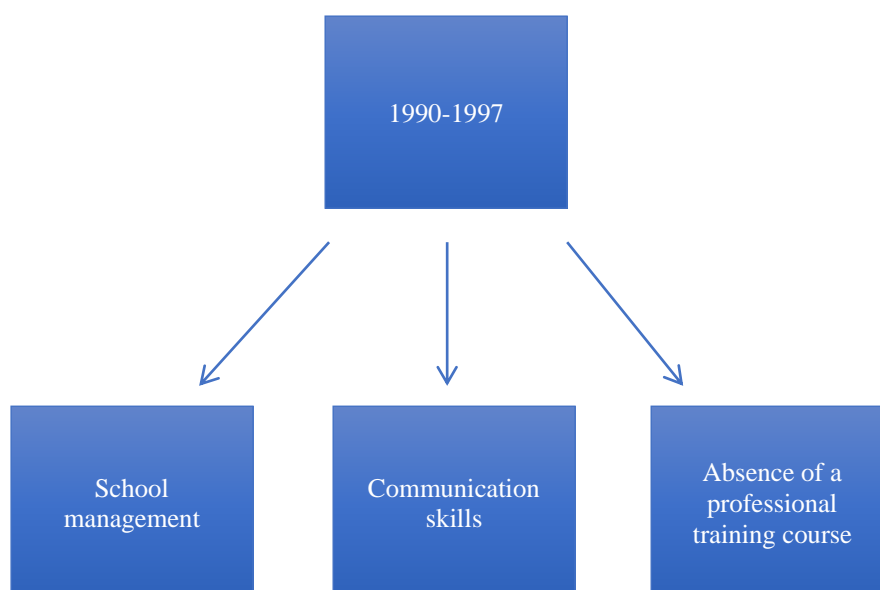 1990-1997
School
management
Communication
skills
Absence of a
professional
training course